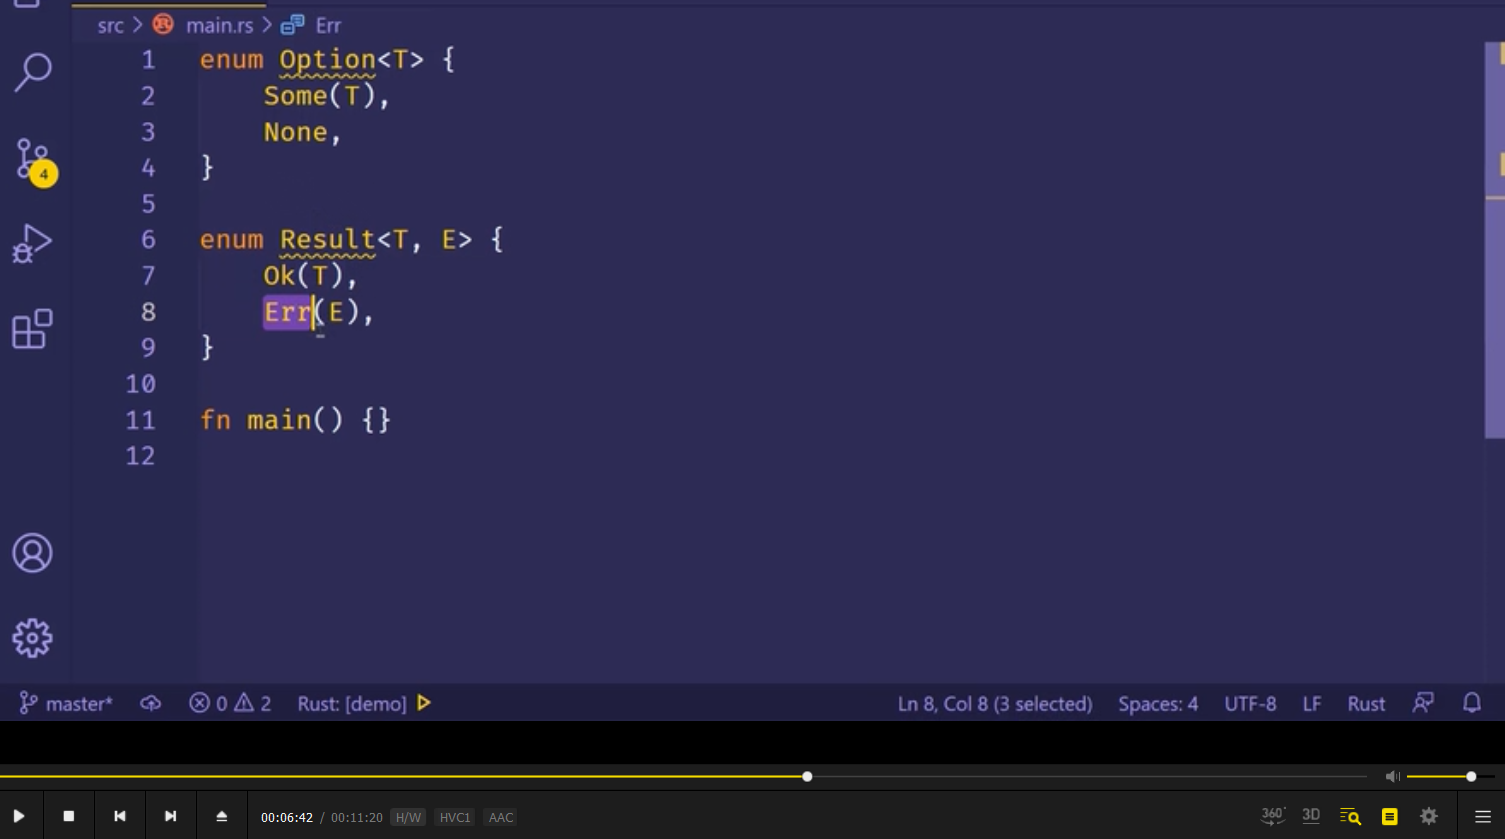 src > main.rs > Err
1 enum Option<T> {
2     Some(T),
3     None,
4 }
5
6 enum Result<T, E> {
7     Ok(T),
8     Err(E),
9 }
10
11 fn main() {}
12
4
master* 0 2 Rust: [demo] Ln 8, Col 8 (3 selected) Spaces: 4 UTF-8 LF Rust
00:06:42 / 00:11:20 H/W HVC1 AAC 360° 3D